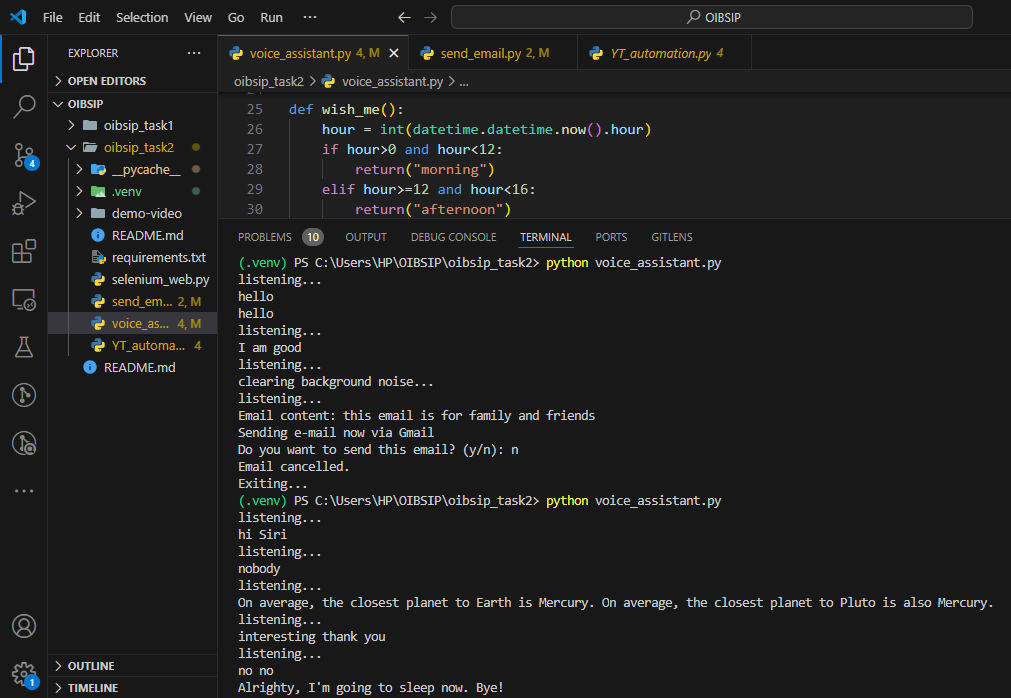 File Edit Selection View Go Run ··· OIBSIP
EXPLORER ···
OPEN EDITORS
OIBSIP
oibsip_task1
oibsip_task2
__pycache__
.venv
demo-video
README.md
requirements.txt
selenium_web.py
send_em... 2, M
voice_as... 4, M
YT_automa... 4
README.md
OUTLINE
TIMELINE
4
1
voice_assistant.py 4, M send_email.py 2, M YT_automation.py 4
oibsip_task2 > voice_assistant.py > ...
25 def wish_me():
26 hour = int(datetime.datetime.now().hour)
27 if hour>0 and hour<12:
28 return("morning")
29 elif hour>=12 and hour<16:
30 return("afternoon")
PROBLEMS 10 OUTPUT DEBUG CONSOLE TERMINAL PORTS GITLENS
(.venv) PS C:\Users\HP\OIBSIP\oibsip_task2> python voice_assistant.py
listening...
hello
hello
listening...
I am good
listening...
clearing background noise...
listening...
Email content: this email is for family and friends
Sending e-mail now via Gmail
Do you want to send this email? (y/n): n
Email cancelled.
Exiting...
(.venv) PS C:\Users\HP\OIBSIP\oibsip_task2> python voice_assistant.py
listening...
hi Siri
listening...
nobody
listening...
On average, the closest planet to Earth is Mercury. On average, the closest planet to Pluto is also Mercury.
listening...
interesting thank you
listening...
no no
Alrighty, I'm going to sleep now. Bye!